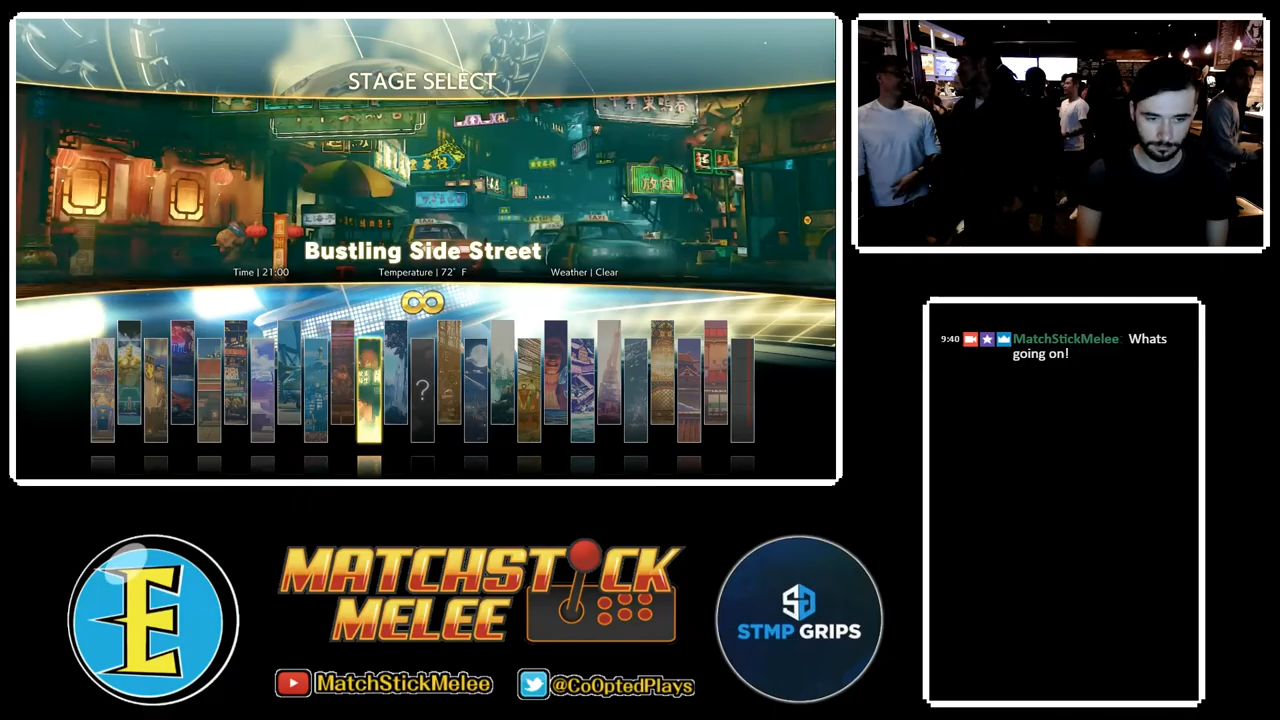 STAGE SELECT
Bustling Side Street
Time | 21:00
Temperature | 72° F
Weather | Clear
?
9:40 MatchStickMelee: Whats
going on!
E
MATCHSTICK
MELEE
STMP GRIPS
MatchStickMelee
@CoOptedPlays